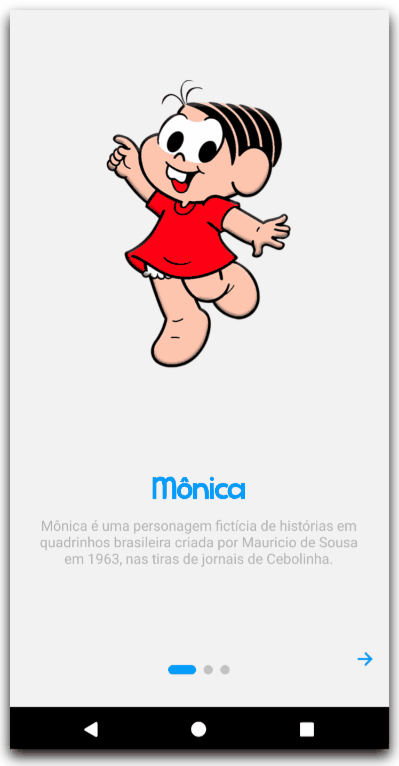 Mônica
Mônica é uma personagem fictícia de histórias em
quadrinhos brasileira criada por Mauricio de Sousa
em 1963, nas tiras de jornais de Cebolinha.